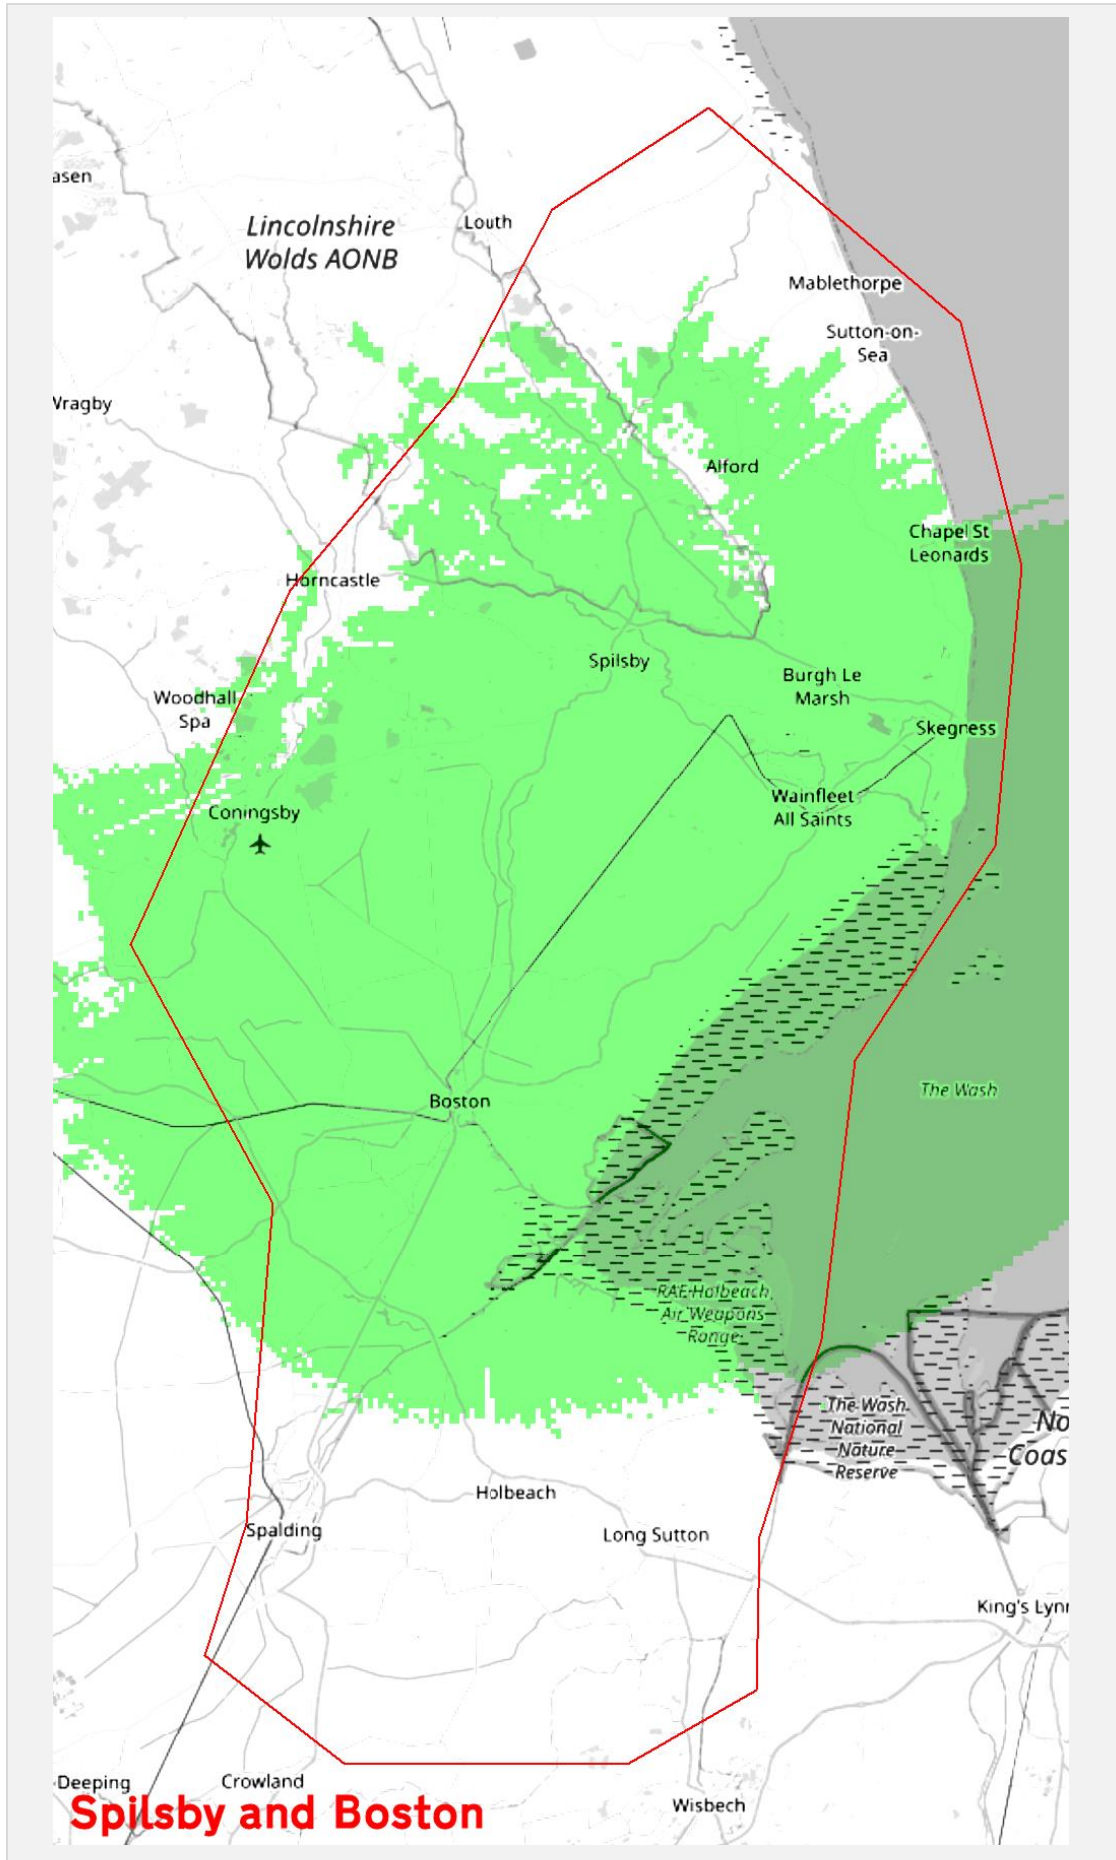 asen
Lincolnshire
Wolds AONB
Louth
Mablethorpe
Sutton-on-
Sea
Wragby
Alford
Chapel St
Leonards
Horncastle
Spilsby
Burgh Le
Marsh
Woodhall
Spa
Skegness
Wainfleet
All Saints
Coningsby
The Wash
Boston
RAF Holbeach
Air Weapons
Range
The Wash
National
Nature
Reserve
No
Coas
Holbeach
Spalding
Long Sutton
King's Lynn
Deeping
Crowland
Wisbech
Spilsby and Boston